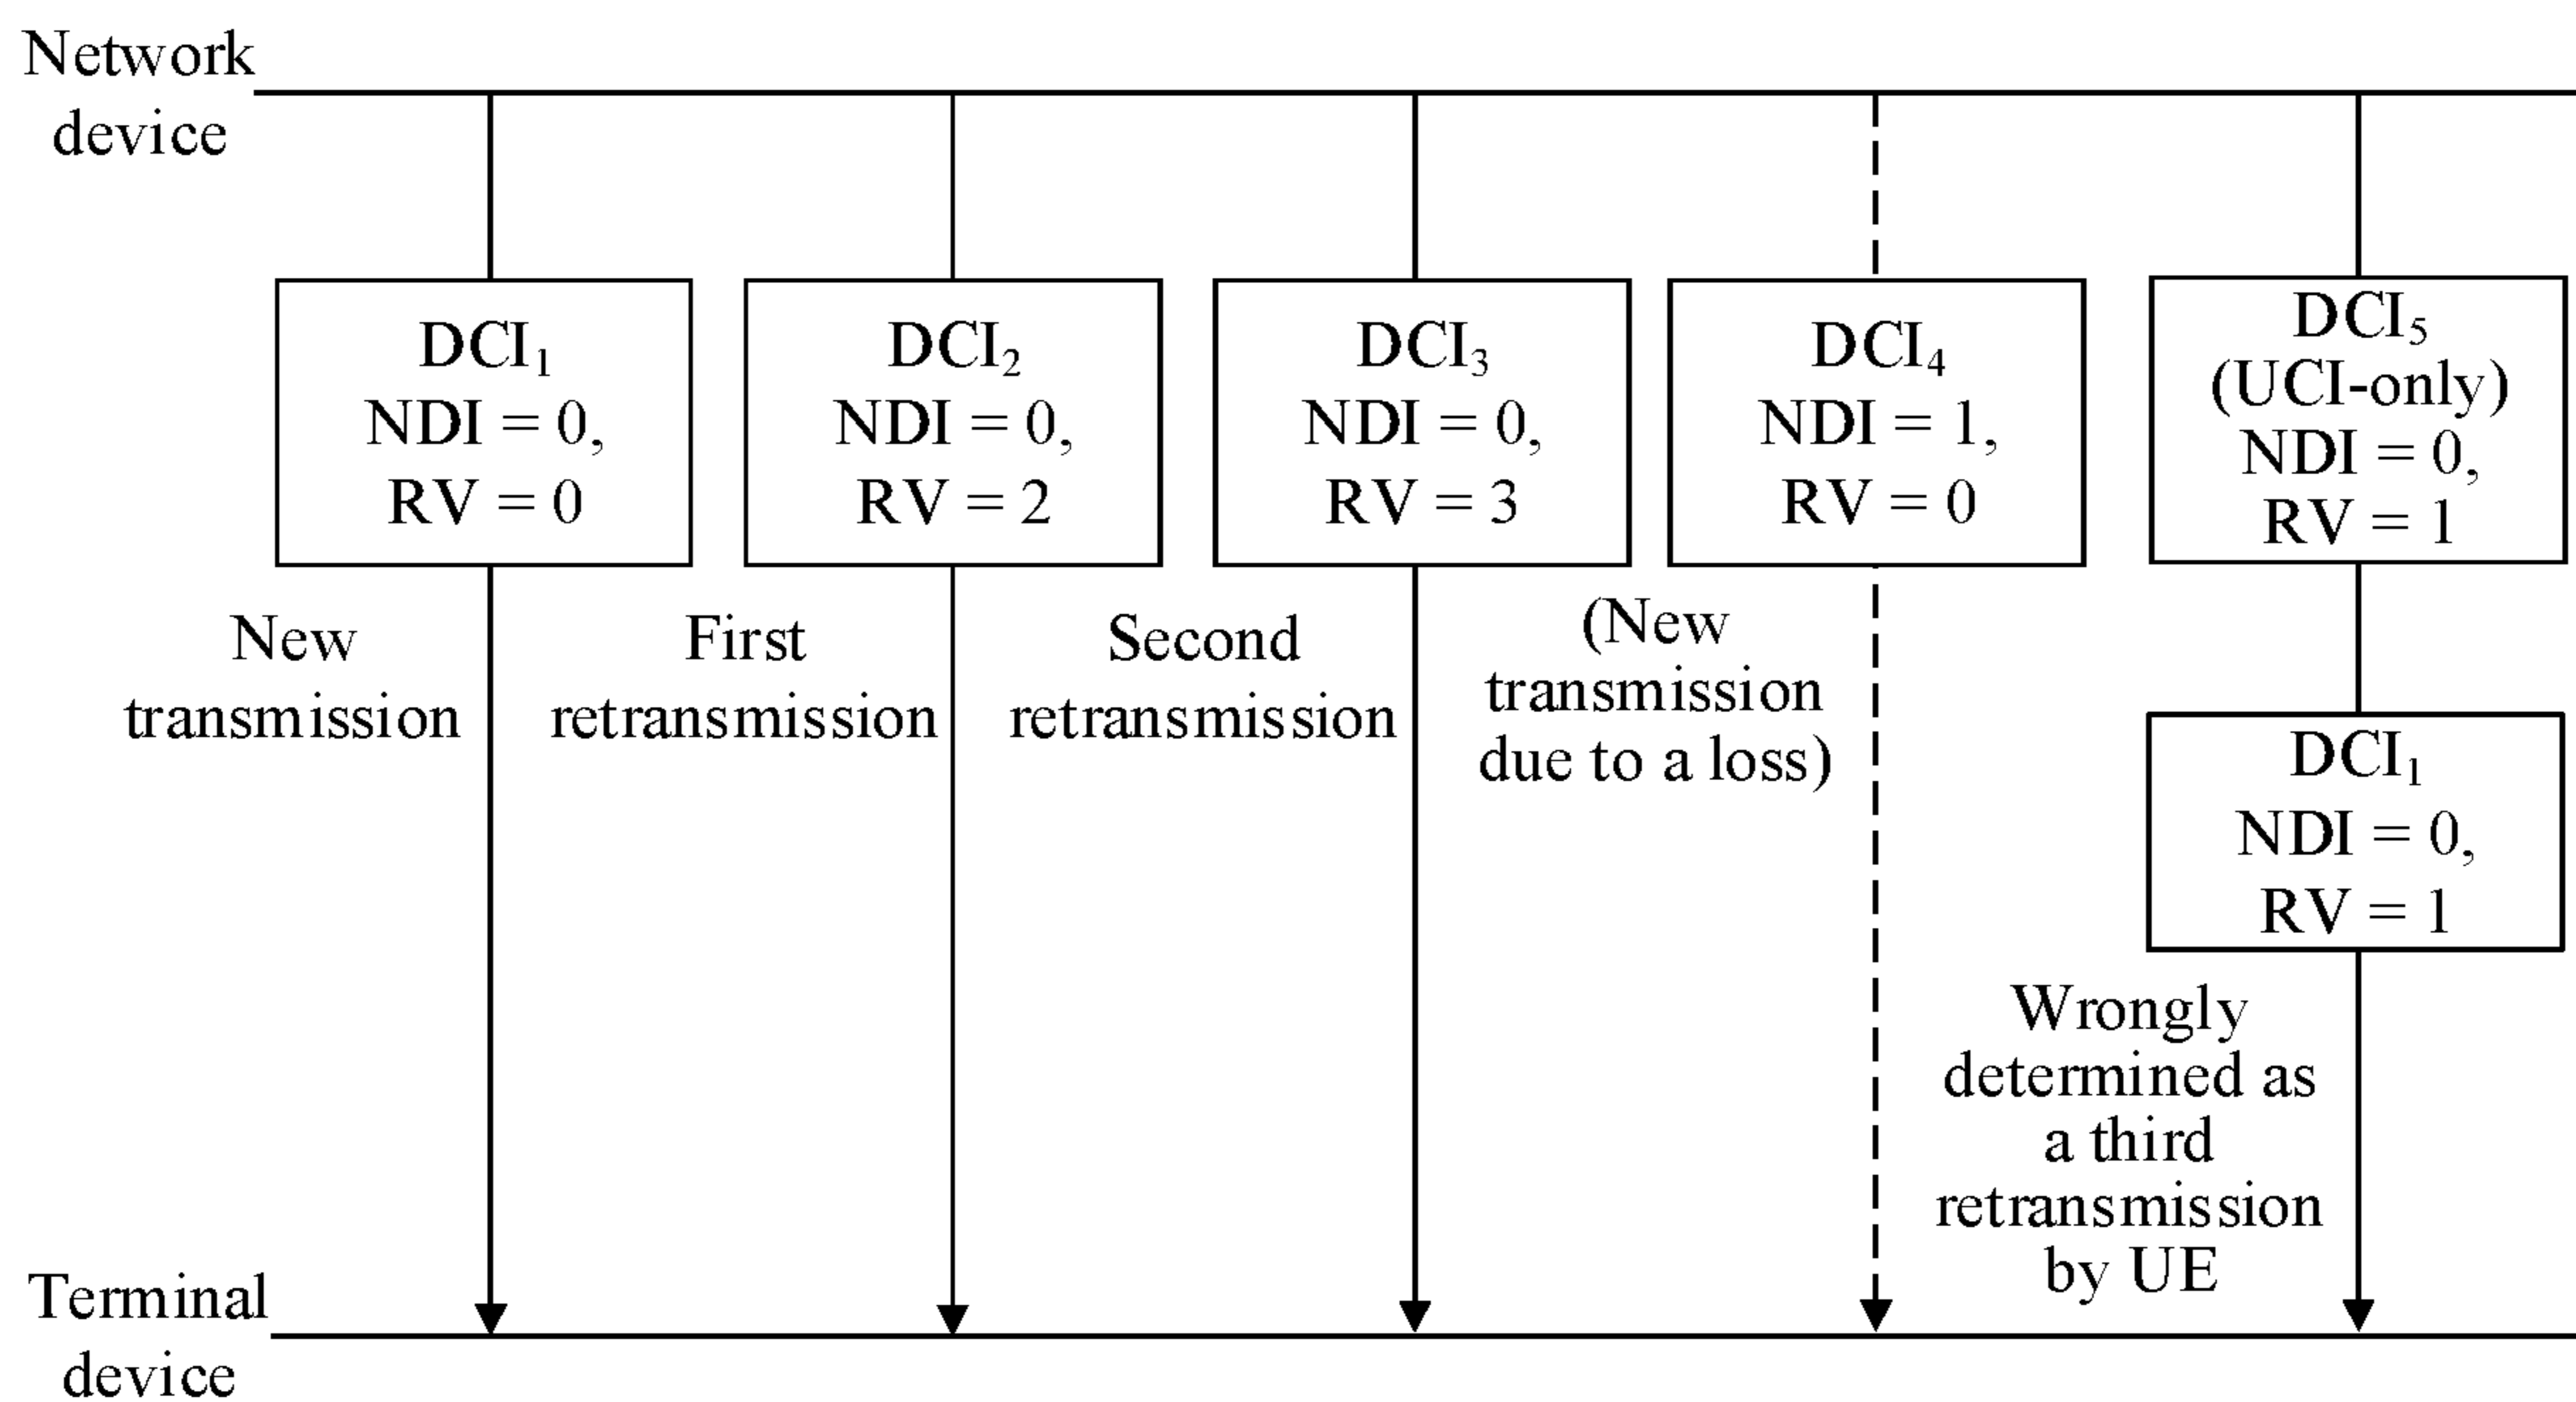 Network
device
DCI₁
NDI = 0,
RV = 0
DCI₂
NDI = 0,
RV = 2
DCI₃
NDI = 0,
RV = 3
DCI₄
NDI = 1,
RV = 0
DCI₅
(UCI-only)
NDI = 0,
RV = 1
New
transmission
First
retransmission
Second
retransmission
(New
transmission
due to a loss)
DCI₁
NDI = 0,
RV = 1
Wrongly
determined as
a third
retransmission
by UE
Terminal
device